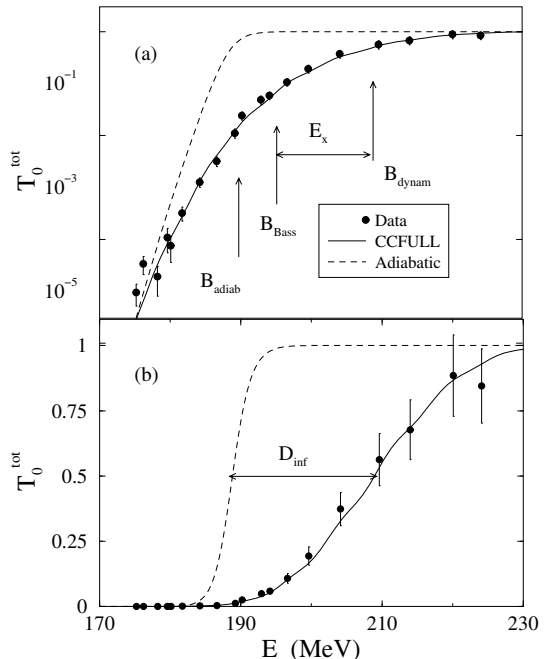 (a)
10^-1
10^-3
10^-5
T_0^tot
E_x
B_dynam
B_Bass
B_adiab
Data
CCFULL
Adiabatic
(b)
1
0.75
0.5
0.25
0
T_0^tot
D_inf
170 190 210 230
E (MeV)